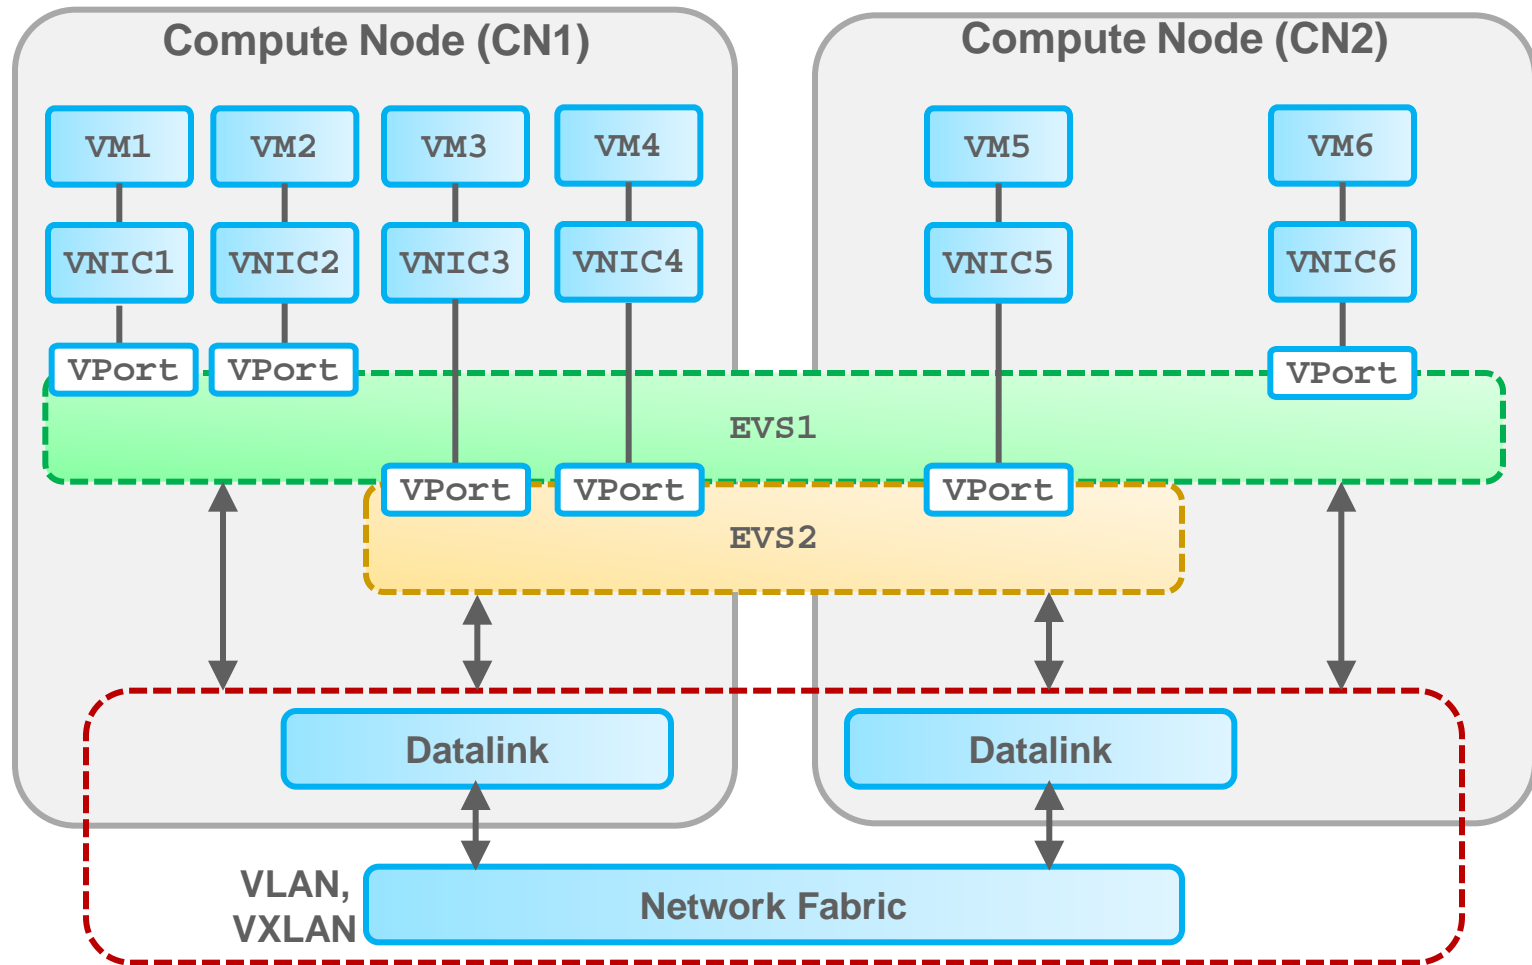 Compute Node (CN1)
Compute Node (CN2)
VM1
VM2
VM3
VM4
VM5
VM6
VNIC1
VNIC2
VNIC3
VNIC4
VNIC5
VNIC6
VPort
VPort
VPort
EVS1
VPort
VPort
VPort
EVS2
Datalink
Datalink
VLAN,
VXLAN
Network Fabric